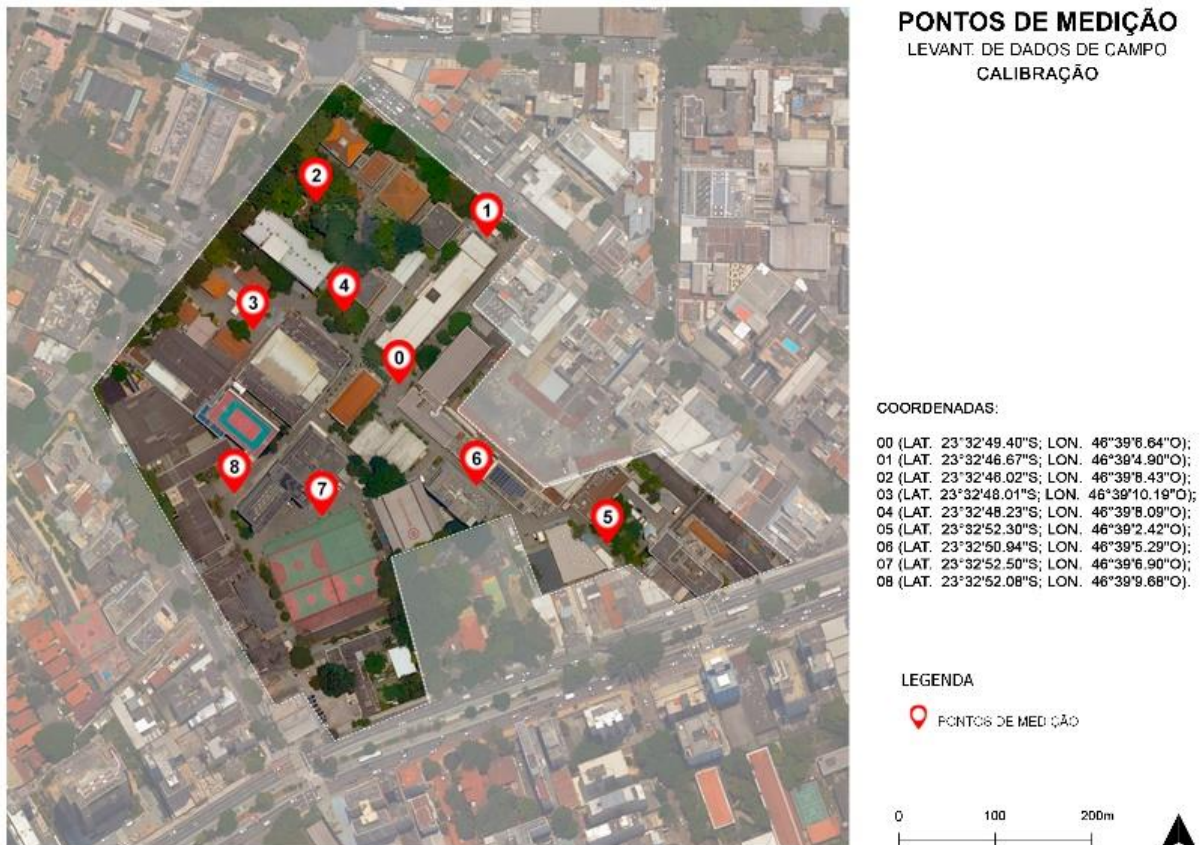 PONTOS DE MEDIÇÃO
LEVANT. DE DADOS DE CAMPO
CALIBRAÇÃO
2
1
4
3
0
6
8
7
5
COORDENADAS:
00 (LAT. 23°32'49.40"S; LON. 46°39'6.64"O);
01 (LAT. 23°32'46.67"S; LON. 46°39'4.90"O);
02 (LAT. 23°32'46.02"S; LON. 46°39'8.43"O);
03 (LAT. 23°32'48.01"S; LON. 46°39'10.19"O);
04 (LAT. 23°32'48.23"S; LON. 46°39'8.09"O);
05 (LAT. 23°32'52.30"S; LON. 46°39'2.42"O);
06 (LAT. 23°32'50.94"S; LON. 46°39'5.29"O);
07 (LAT. 23°32'52.50"S; LON. 46°39'6.90"O);
08 (LAT. 23°32'52.08"S; LON. 46°39'9.68"O).
LEGENDA
PONTOS DE MEDIÇÃO
0 100 200m